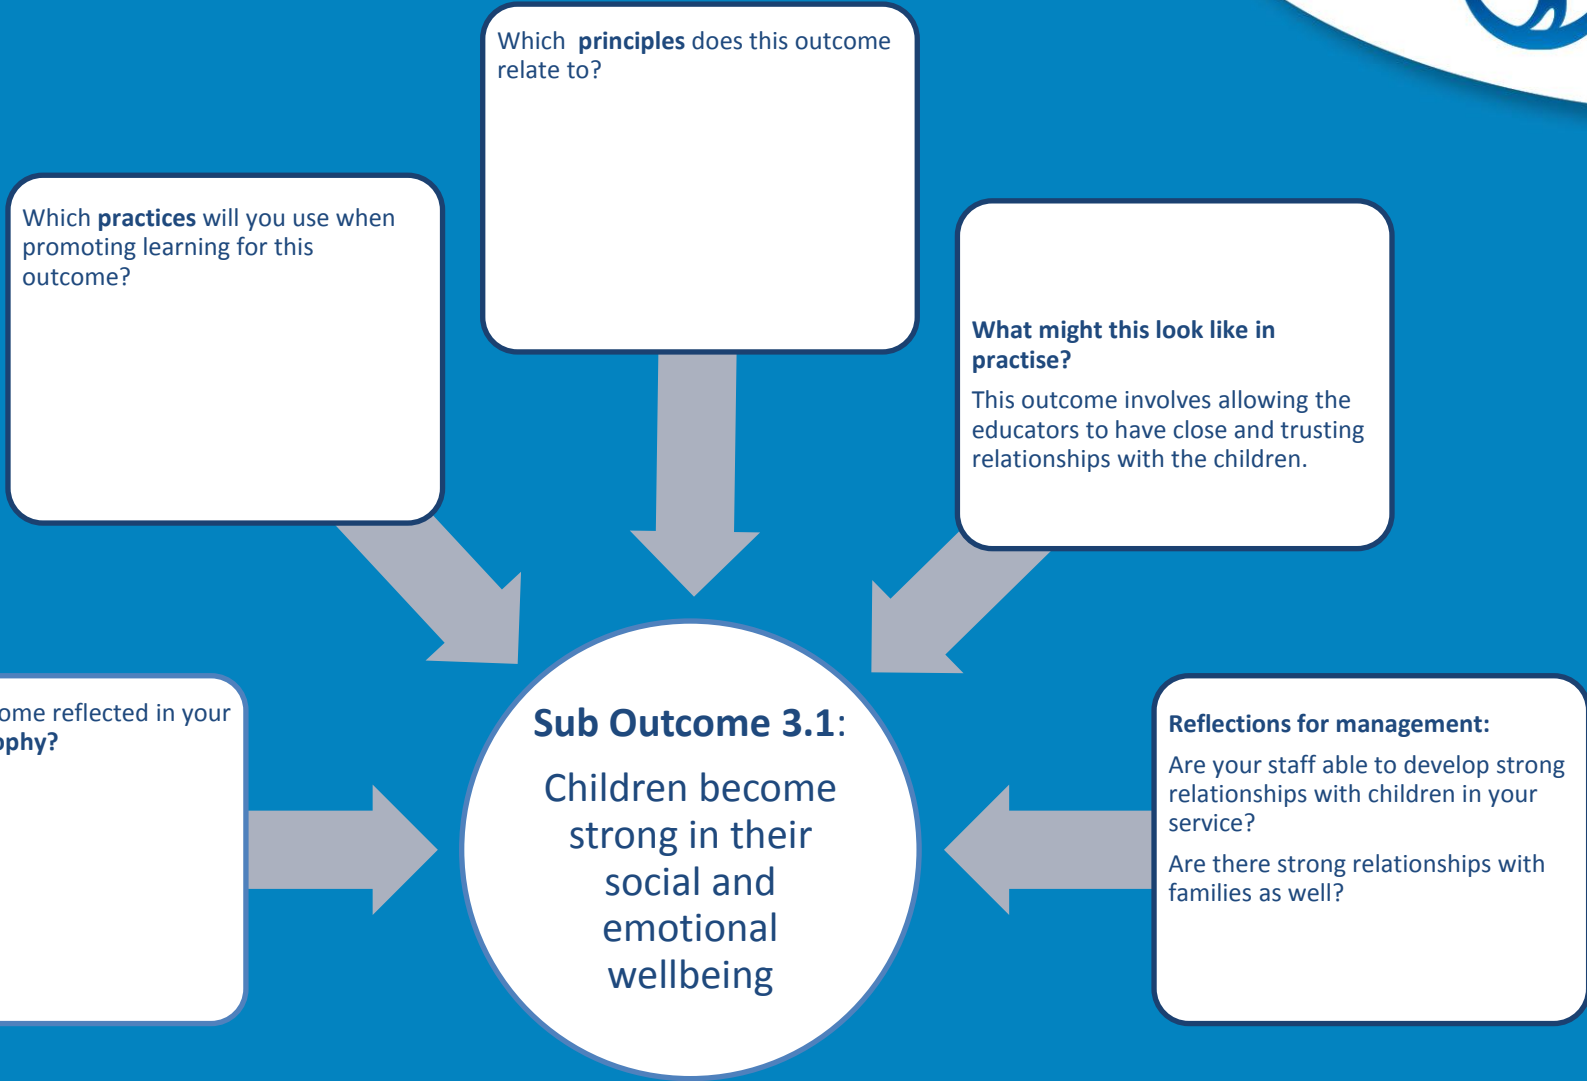 Which principles does this outcome
relate to?
Which practices will you use when
promoting learning for this
outcome?
What might this look like in
practise?
This outcome involves allowing the
educators to have close and trusting
relationships with the children.
ome reflected in your
ophy?
Sub Outcome 3.1:
Children become
strong in their
social and
emotional
wellbeing
Reflections for management:
Are your staff able to develop strong
relationships with children in your
service?
Are there strong relationships with
families as well?